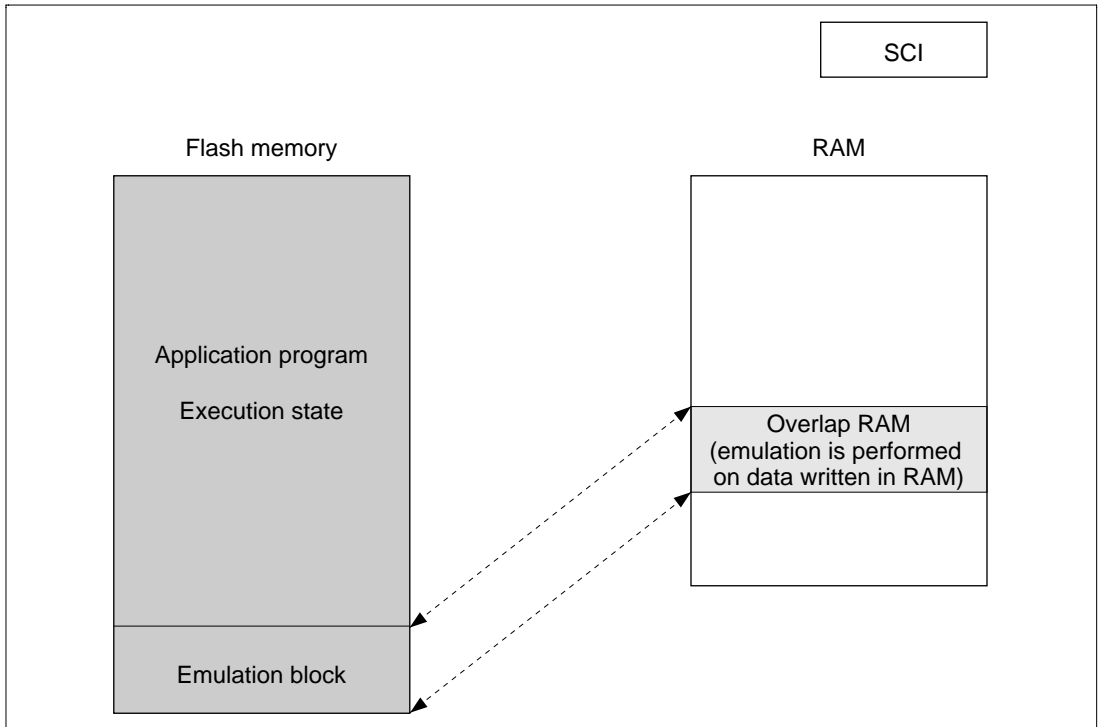 SCI
Flash memory
RAM
Application program
Execution state
Overlap RAM
(emulation is performed
on data written in RAM)
Emulation block